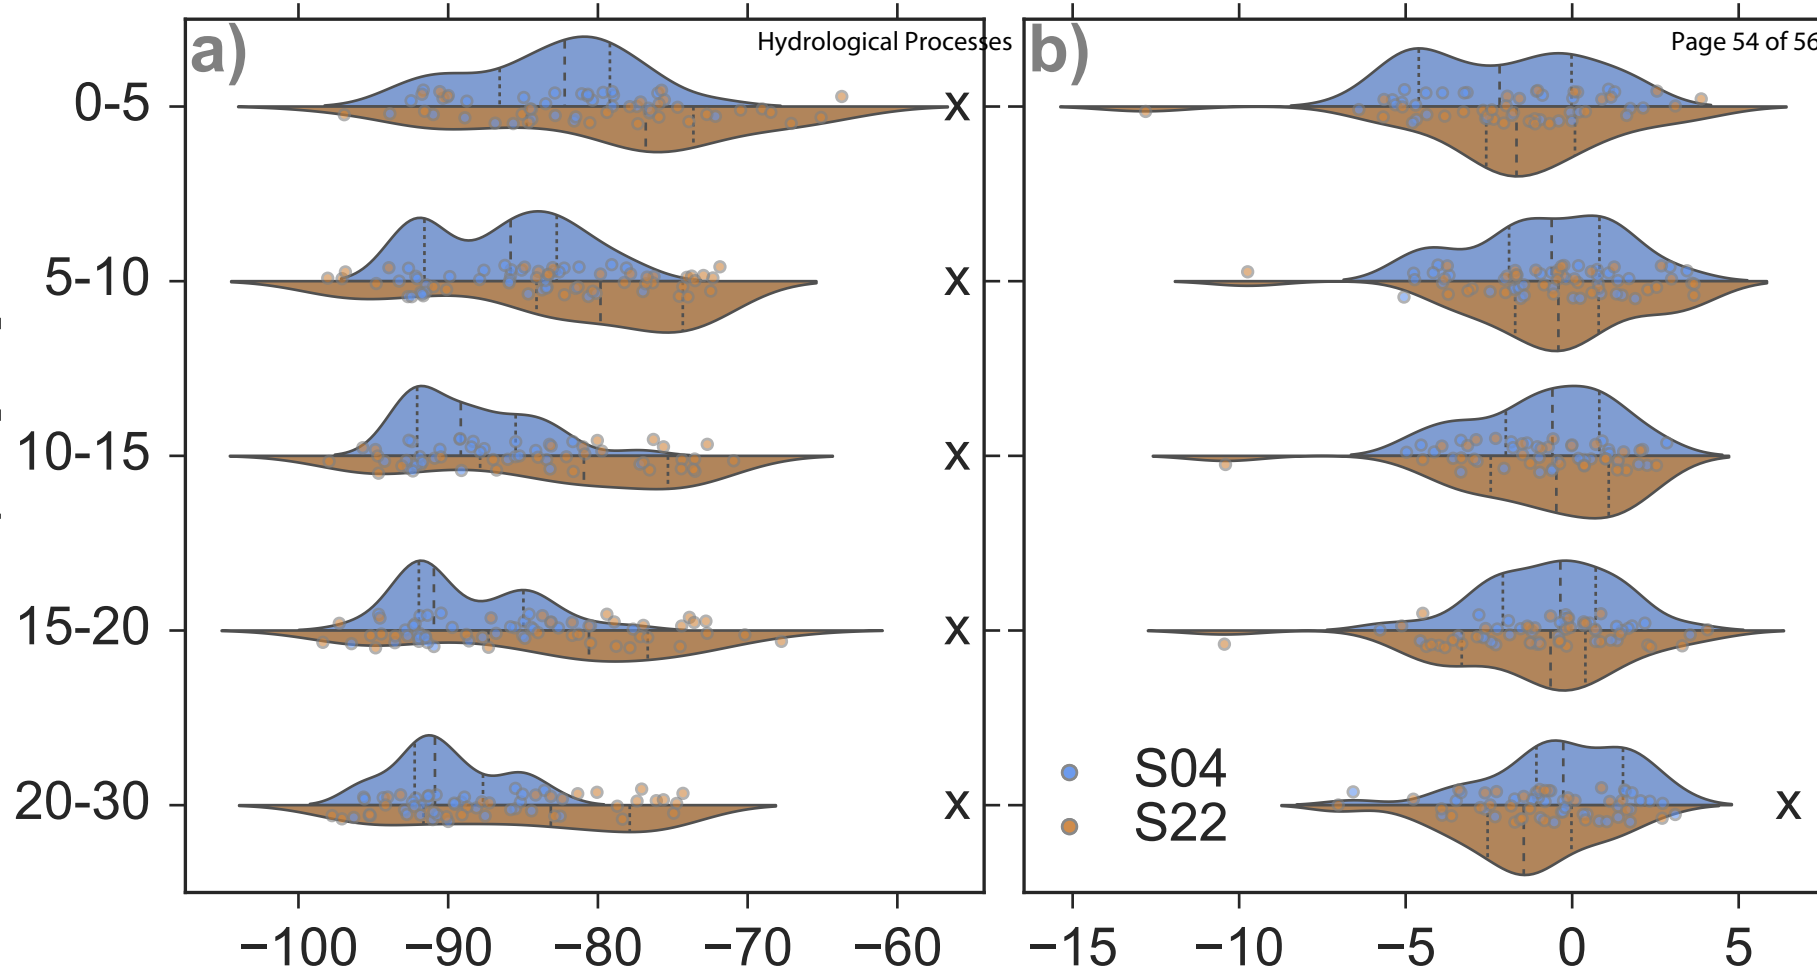 a) Hydrological Processes b) Page 54 of 56
0-5 X
5-10 X
10-15 X
15-20 X
20-30 X X
S04
S22
−100 −90 −80 −70 −60 −15 −10 −5 0 5